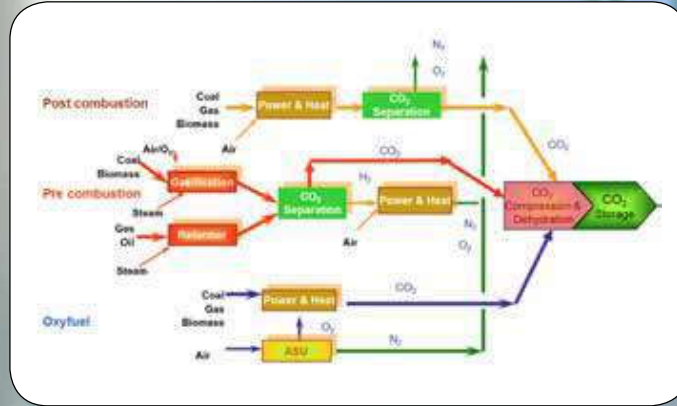 N₂
O₂
Post combustion
Coal
Gas
Biomass
Power & Heat
CO₂
Separation
Air
CO₂
Air/O₂
Coal
Biomass
CO₂
Pre combustion
Gasification
Steam
H₂
CO₂
Separation
Power & Heat
CO₂
Compression &
Dehydration
CO₂
Storage
Gas
Oil
Reformer
Air
N₂
O₂
Steam
Oxyfuel
Coal
Gas
Biomass
Power & Heat
CO₂
O₂
Air
ASU
N₂